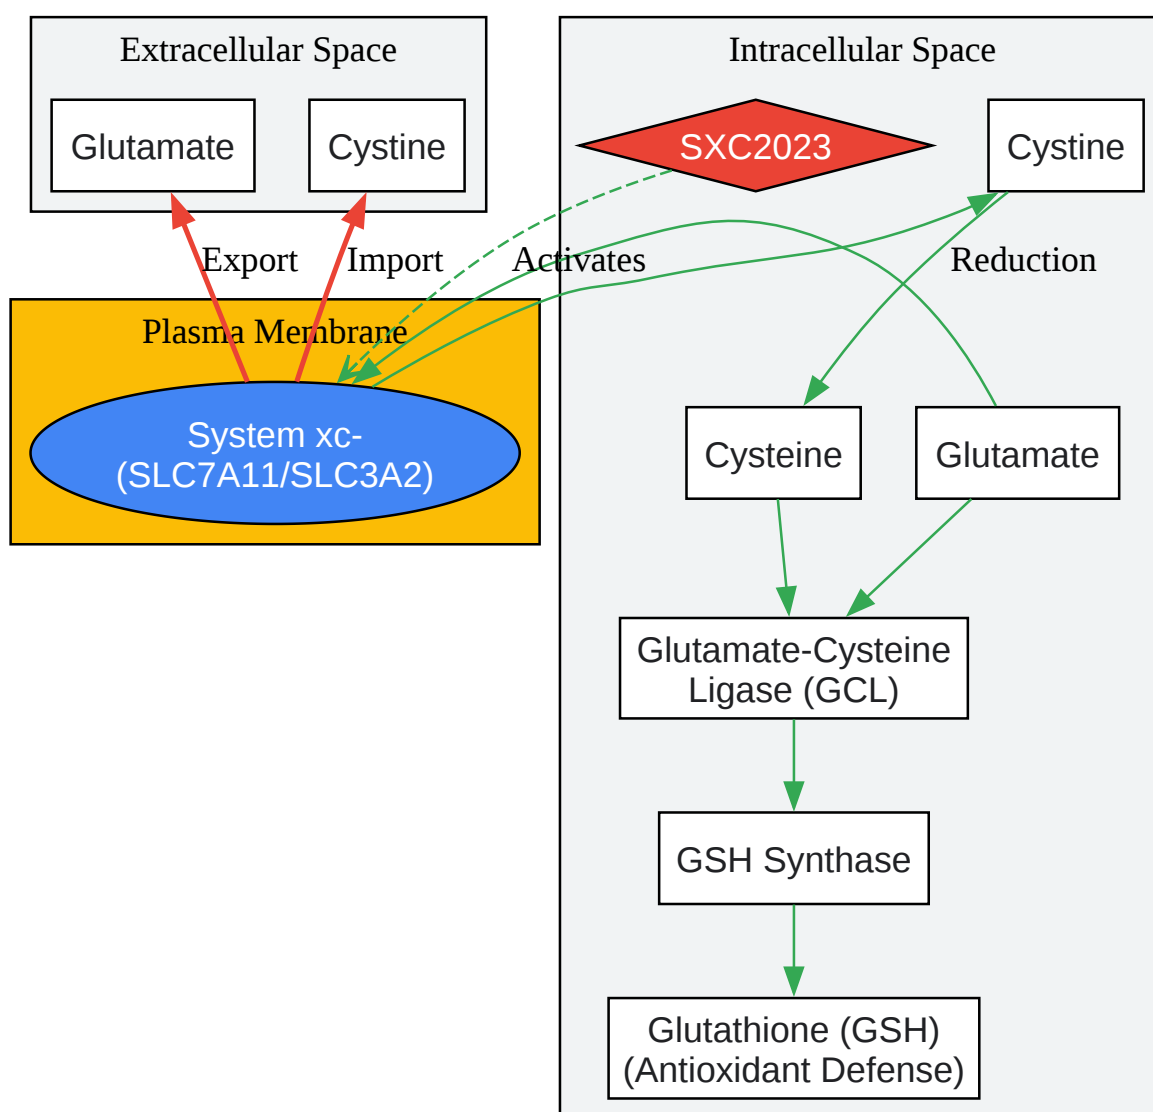 Extracellular Space
Intracellular Space
Glutamate
Cystine
SXC2023
Cystine
Export
Import
Activates
Reduction
Plasma Membrane
System xc-
(SLC7A11/SLC3A2)
Cysteine
Glutamate
Glutamate-Cysteine
Ligase (GCL)
GSH Synthase
Glutathione (GSH)
(Antioxidant Defense)